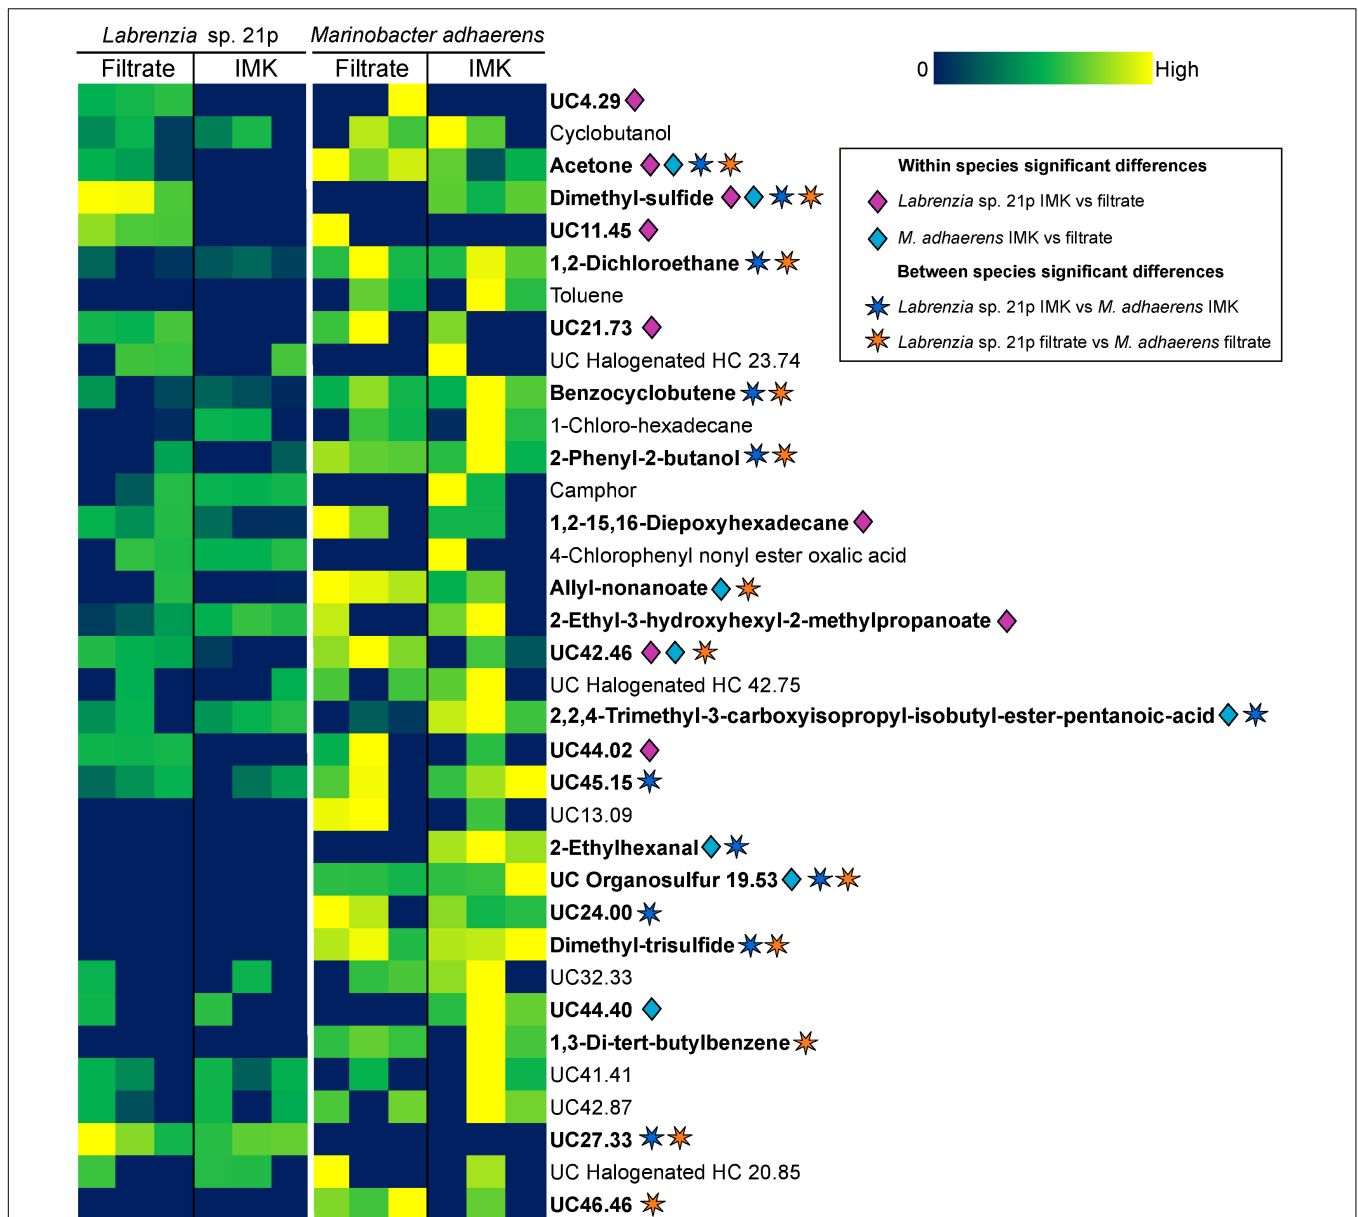 Labrenzia sp. 21p
Marinobacter adhaerens
Filtrate
IMK
Filtrate
IMK
0
High
Within species significant differences
Labrenzia sp. 21p IMK vs filtrate
M. adhaerens IMK vs filtrate
Between species significant differences
Labrenzia sp. 21p IMK vs M. adhaerens IMK
Labrenzia sp. 21p filtrate vs M. adhaerens filtrate
UC4.29
Cyclobutanol
Acetone
Dimethyl-sulfide
UC11.45
1,2-Dichloroethane
Toluene
UC21.73
UC Halogenated HC 23.74
Benzocyclobutene
1-Chloro-hexadecane
2-Phenyl-2-butanol
Camphor
1,2-15,16-Diepoxyhexadecane
4-Chlorophenyl nonyl ester oxalic acid
Allyl-nonanoate
2-Ethyl-3-hydroxyhexyl-2-methylpropanoate
UC42.46
UC Halogenated HC 42.75
2,2,4-Trimethyl-3-carboxyisopropyl-isobutyl-ester-pentanoic-acid
UC44.02
UC45.15
UC13.09
2-Ethylhexanal
UC Organosulfur 19.53
UC24.00
Dimethyl-trisulfide
UC32.33
UC44.40
1,3-Di-tert-butylbenzene
UC41.41
UC42.87
UC27.33
UC Halogenated HC 20.85
UC46.46